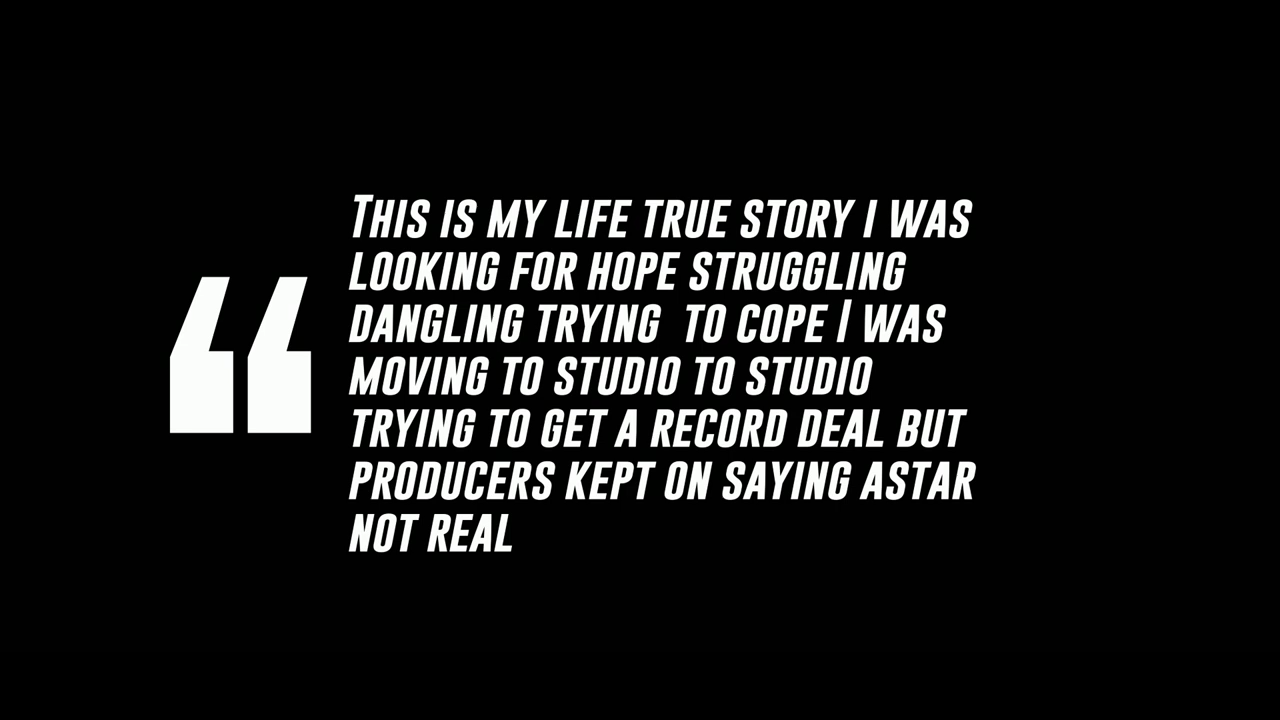 “
THIS IS MY LIFE TRUE STORY I WAS
LOOKING FOR HOPE STRUGGLING
DANGLING TRYING  TO COPE I WAS
MOVING TO STUDIO TO STUDIO
TRYING TO GET A RECORD DEAL BUT
PRODUCERS KEPT ON SAYING ASTAR
NOT REAL